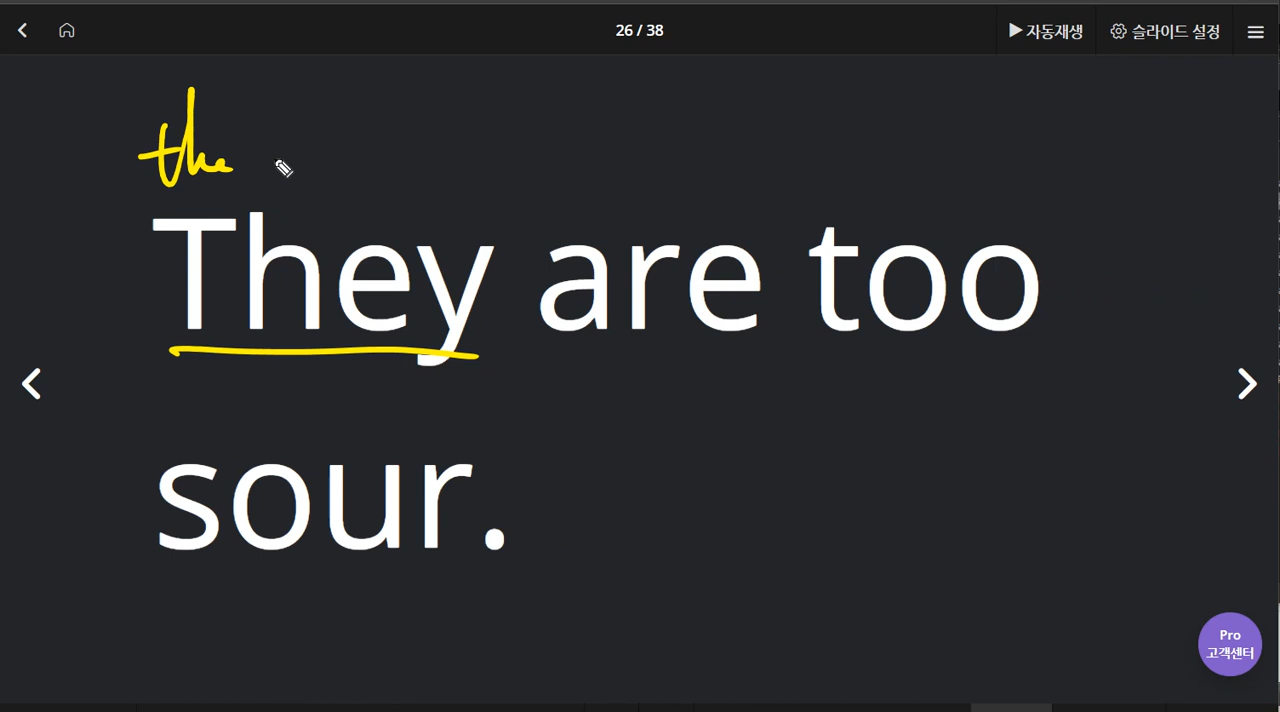 26 / 38
▶ 자동재생
슬라이드 설정
the
They are too
sour.
Pro
고객센터